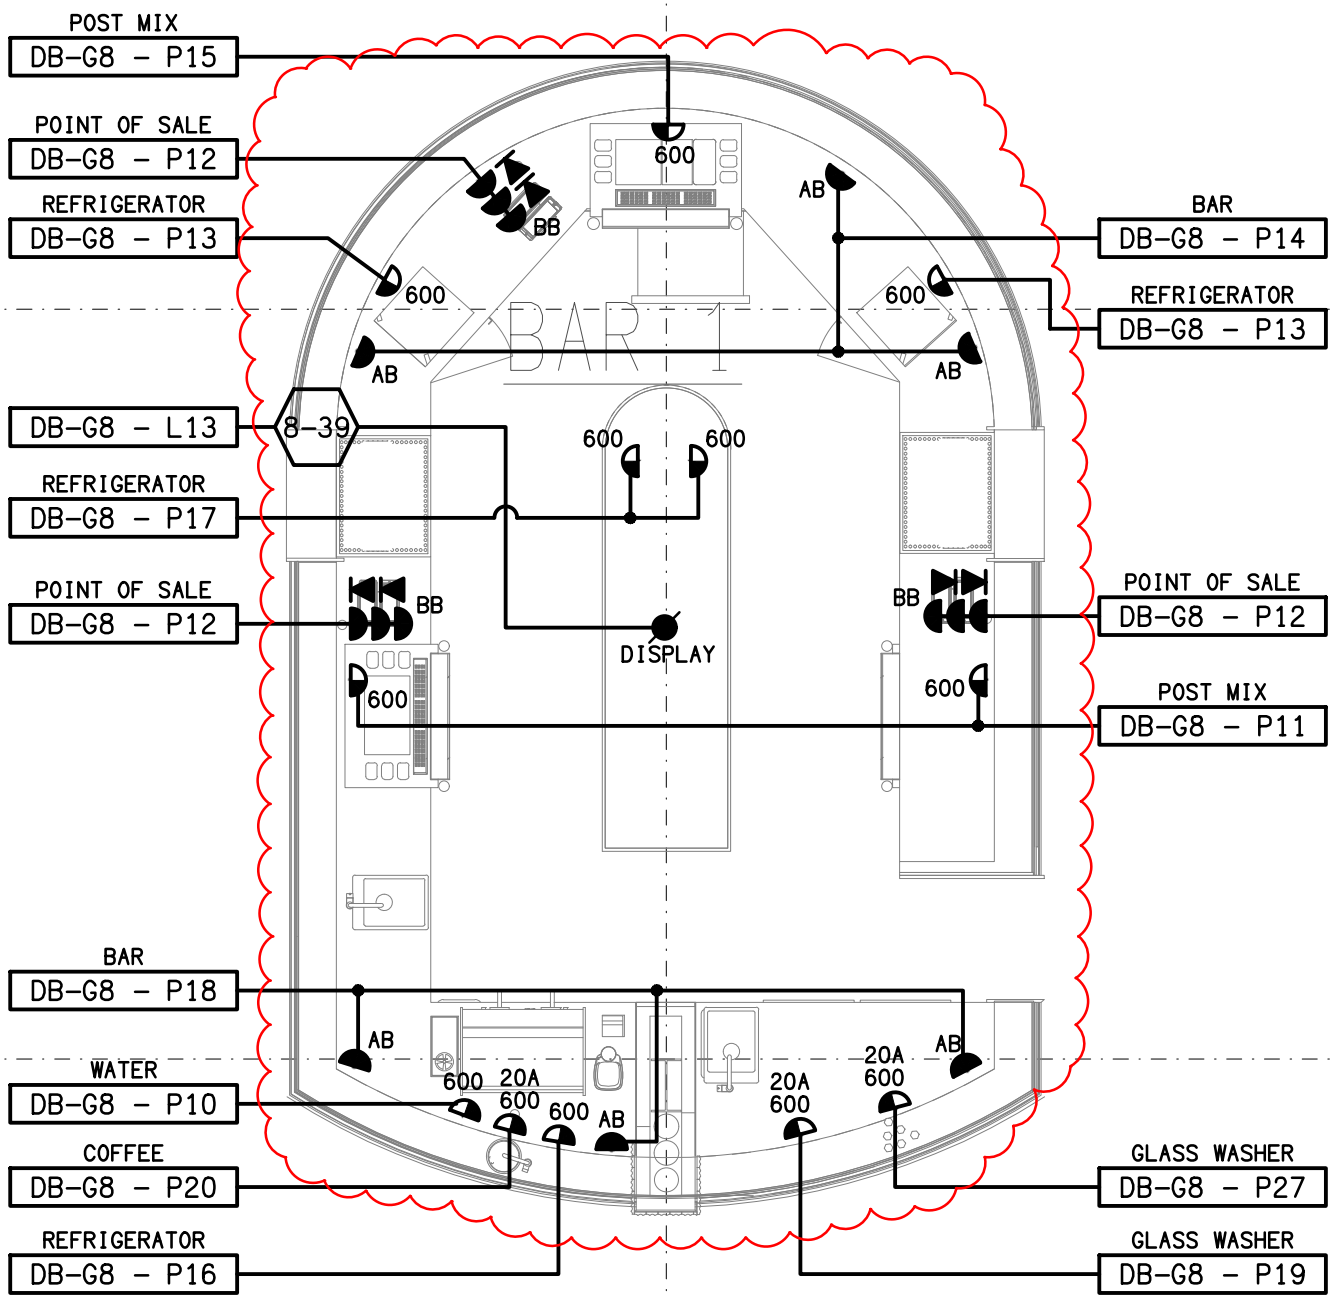 POST MIX
DB-G8 - P15
POINT OF SALE
DB-G8 - P12
REFRIGERATOR
DB-G8 - P13
600
AB
BB
BAR
DB-G8 - P14
600
600
REFRIGERATOR
DB-G8 - P13
BAR 1
AB
AB
DB-G8 - L13
8-39
600
600
REFRIGERATOR
DB-G8 - P17
POINT OF SALE
DB-G8 - P12
BB
BB
POINT OF SALE
DB-G8 - P12
DISPLAY
600
600
POST MIX
DB-G8 - P11
BAR
DB-G8 - P18
AB
AB
WATER
DB-G8 - P10
600
20A
600
600
AB
20A
600
20A
600
COFFEE
DB-G8 - P20
GLASS WASHER
DB-G8 - P27
REFRIGERATOR
DB-G8 - P16
GLASS WASHER
DB-G8 - P19